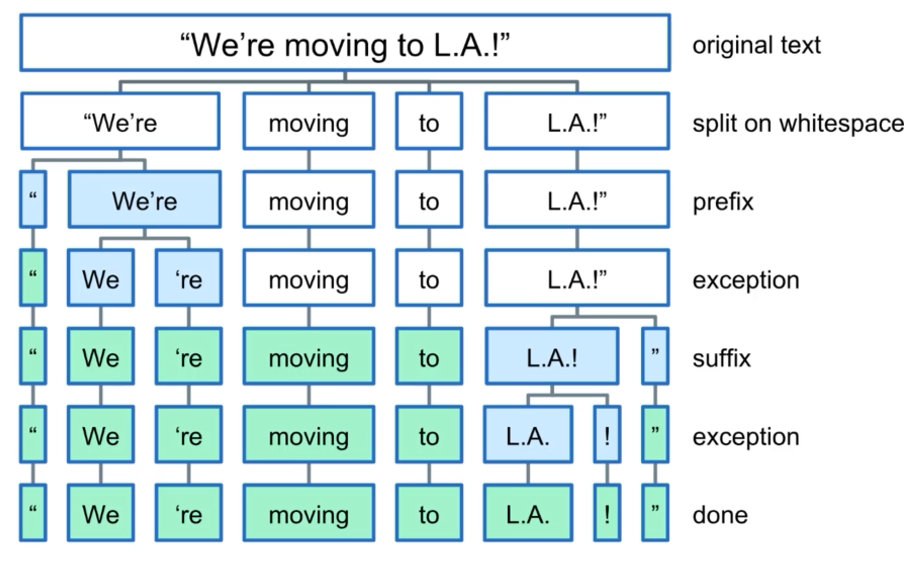 “We’re moving to L.A.!” original text
“We’re moving to L.A.!” split on whitespace
“ We’re moving to L.A.!” prefix
“ We ‘re moving to L.A.!” exception
“ We ‘re moving to L.A.! ” suffix
“ We ‘re moving to L.A. ! ” exception
“ We ‘re moving to L.A. ! ” done